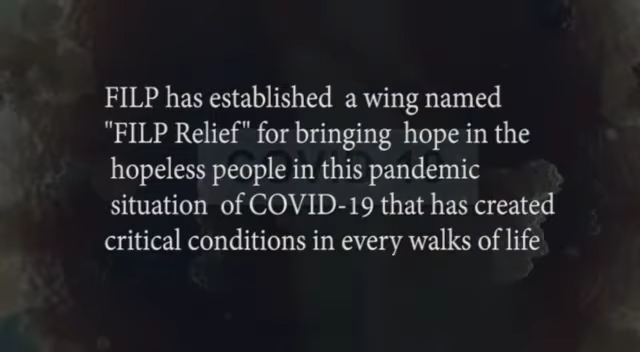 FILP has established a wing named
"FILP Relief" for bringing hope in the
hopeless people in this pandemic
situation of COVID-19 that has created
critical conditions in every walks of life